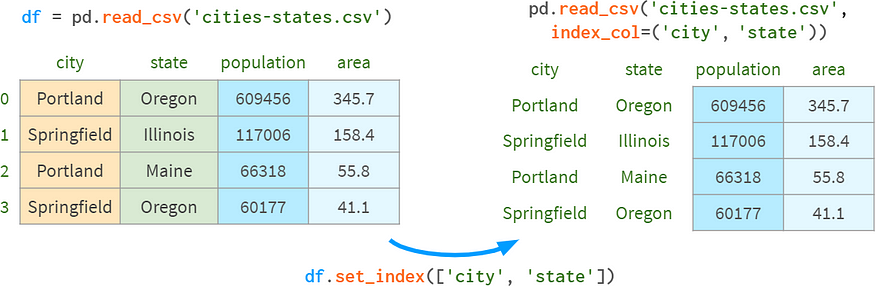 df = pd.read_csv('cities-states.csv')
city state population area
0 Portland Oregon 609456 345.7
1 Springfield Illinois 117006 158.4
2 Portland Maine 66318 55.8
3 Springfield Oregon 60177 41.1
pd.read_csv('cities-states.csv',
index_col=('city', 'state'))
city state population area
Portland Oregon 609456 345.7
Springfield Illinois 117006 158.4
Portland Maine 66318 55.8
Springfield Oregon 60177 41.1
df.set_index(['city', 'state'])